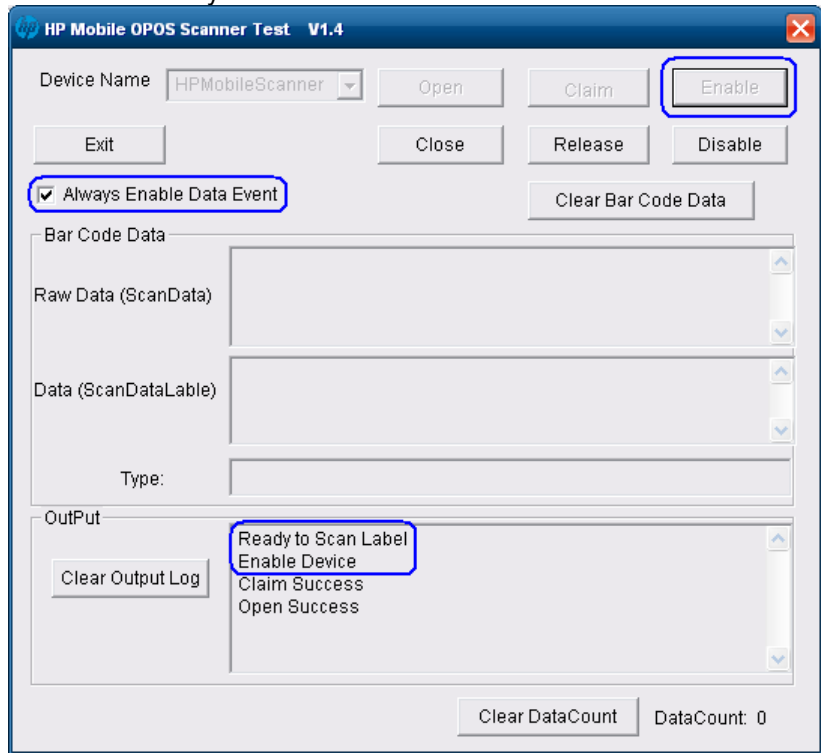 HP Mobile OPOS Scanner Test V1.4
Device Name HPMobileScanner Open Claim Enable
Exit Close Release Disable
Always Enable Data Event
Clear Bar Code Data
Bar Code Data
Raw Data (ScanData)
Data (ScanDataLable)
Type:
OutPut
Ready to Scan Label
Enable Device
Clear Output Log
Claim Success
Open Success
Clear DataCount DataCount: 0